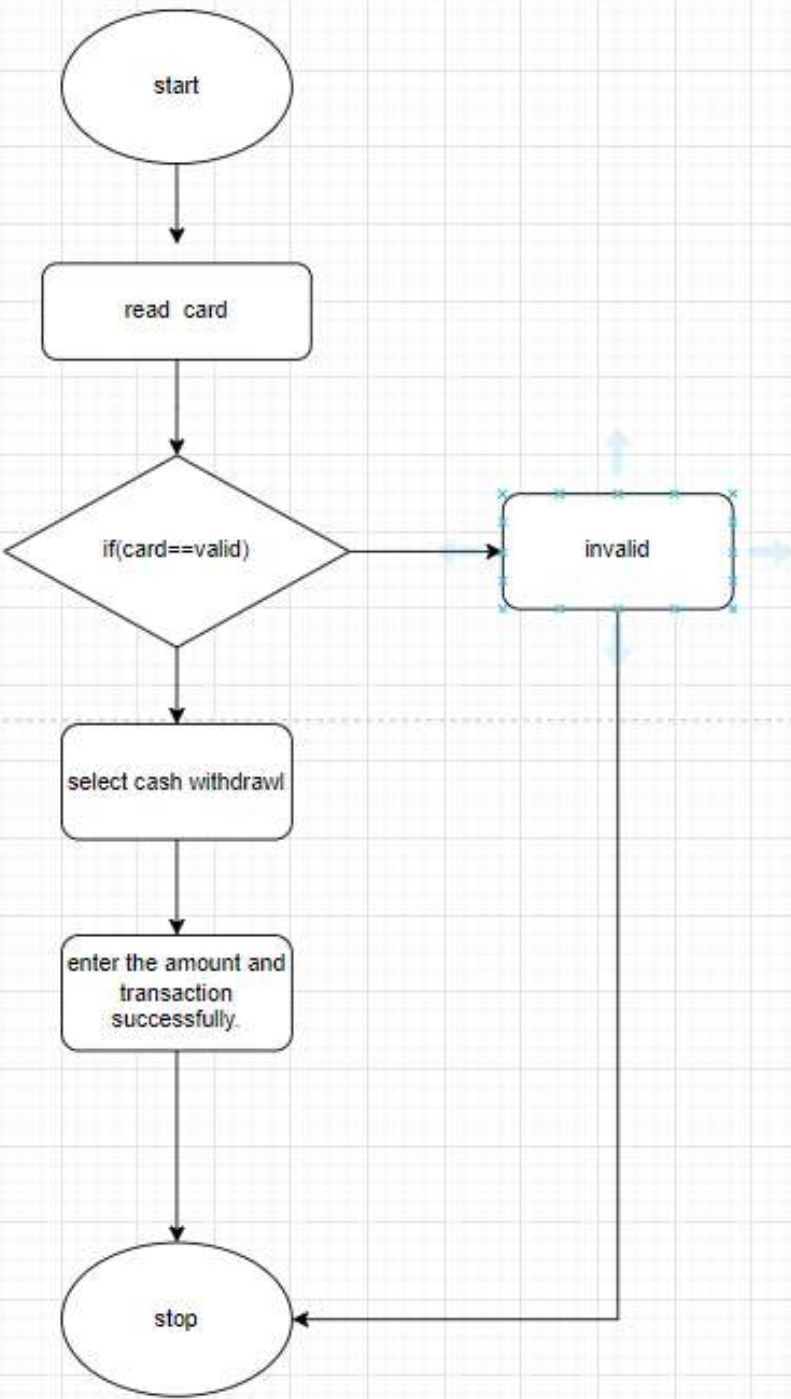 start
read card
if(card==valid)
invalid
select cash withdrawl
enter the amount and
transaction
successfully.
stop